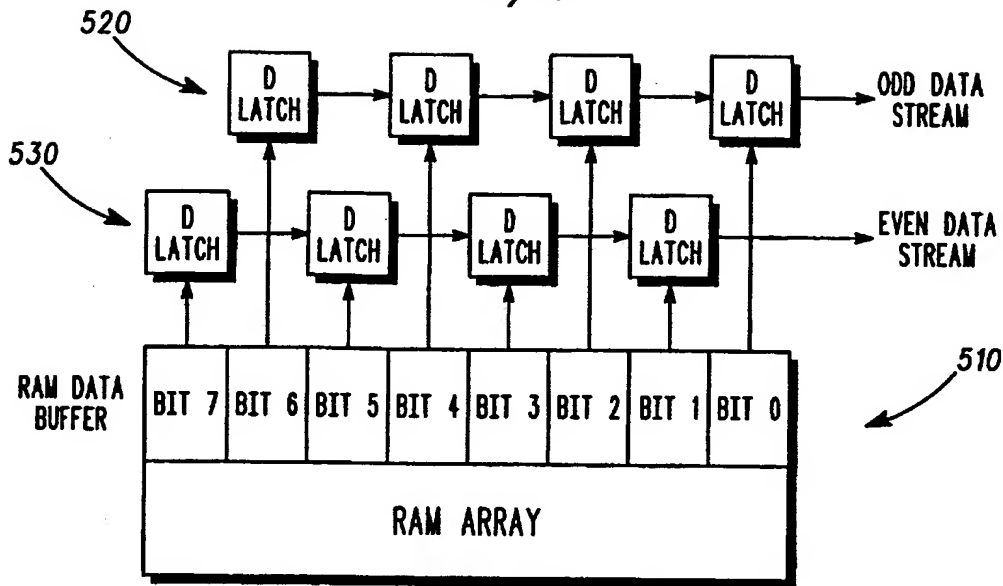 520
D LATCH
D LATCH
D LATCH
D LATCH
ODD DATA STREAM
530
D LATCH
D LATCH
D LATCH
D LATCH
EVEN DATA STREAM
RAM DATA BUFFER
BIT 7
BIT 6
BIT 5
BIT 4
BIT 3
BIT 2
BIT 1
BIT 0
510
RAM ARRAY